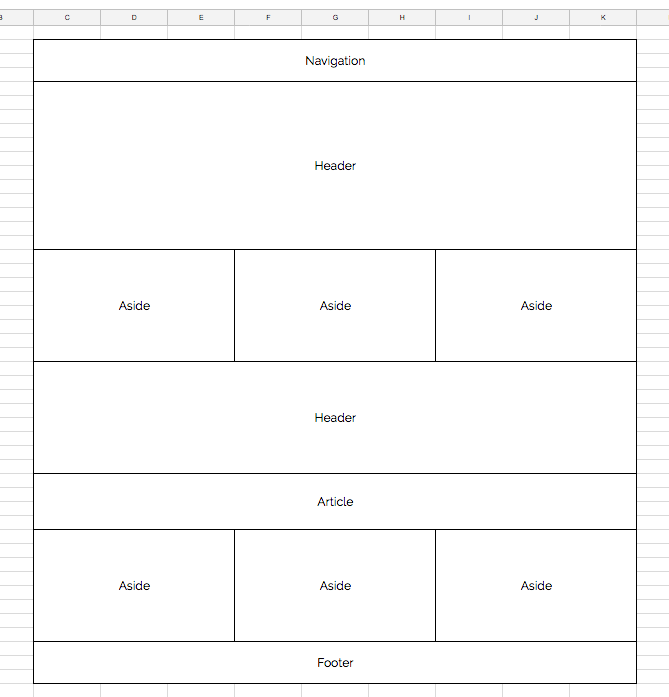 B C D E F G H I J K
Navigation
Header
Aside Aside Aside
Header
Article
Aside Aside Aside
Footer